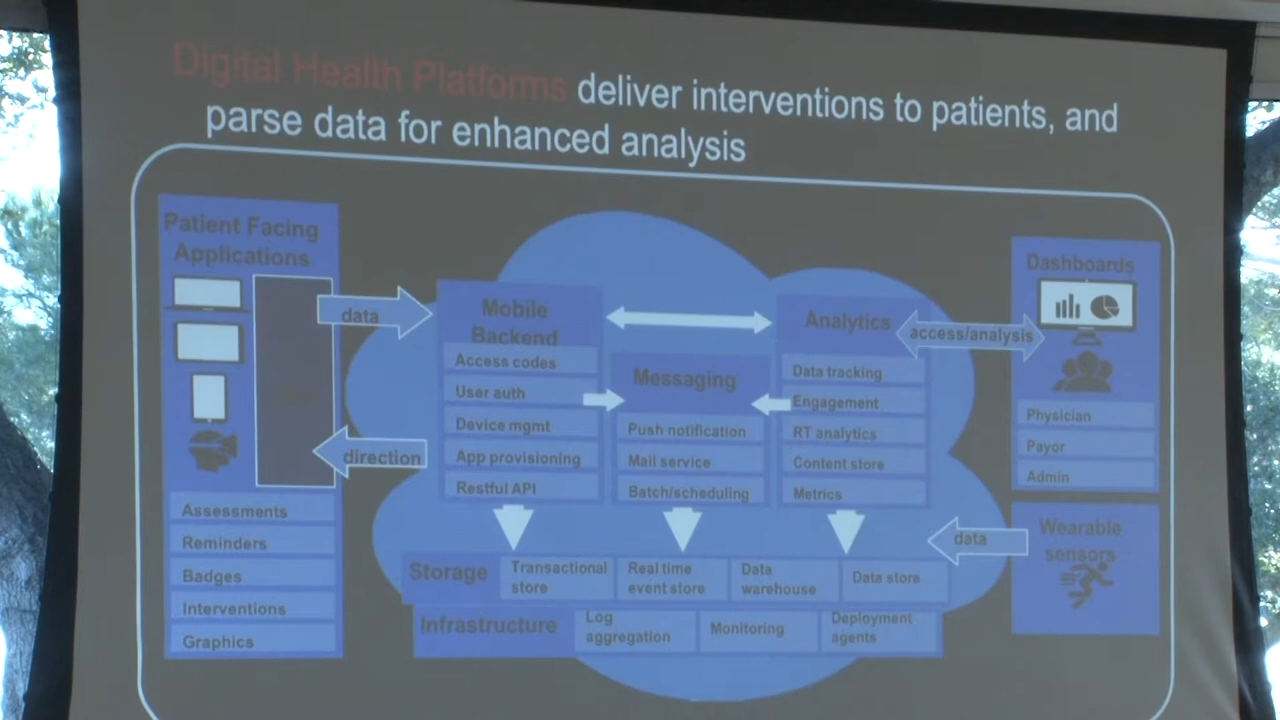 Digital Health Platforms deliver interventions to patients, and
parse data for enhanced analysis
Patient Facing
Applications
Assessments
Reminders
Badges
Interventions
Graphics
data
direction
Mobile
Backend
Access codes
User auth
Device mgmt
App provisioning
Restful API
Messaging
Push notification
Mail service
Batch/scheduling
Analytics
Data tracking
Engagement
RT analytics
Content store
Metrics
access/analysis
Dashboards
Physician
Payor
Admin
data
Wearable
sensors
Storage
Transactional
store
Real time
event store
Data
warehouse
Data store
Infrastructure
Log
aggregation
Monitoring
Deployment
agents